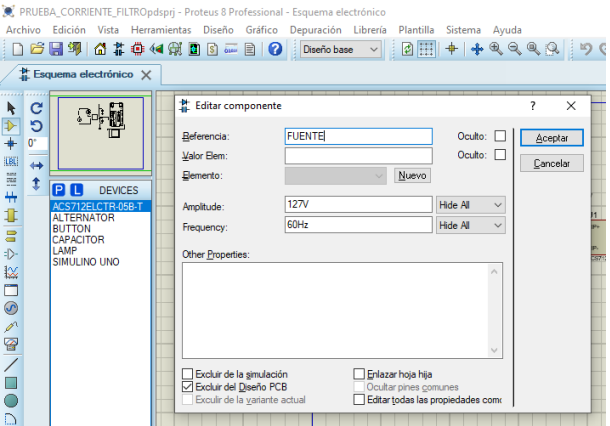 PRUEBA_CORRIENTE_FILTROpdsprj - Proteus 8 Professional - Esquema electrónico
Archivo Edición Vista Herramientas Diseño Gráfico Depuración Librería Plantilla Sistema Ayuda
Diseño base
Esquema electrónico
Editar componente
Referencia: FUENTE Oculto: Aceptar
Valor Elem: Oculto: Cancelar
Elemento: Nuevo
0°
LBL
P L DEVICES
ACS712ELCTR-05B-T
ALTERNATOR
BUTTON
CAPACITOR
LAMP
SIMULINO UNO
Amplitude: 127V Hide All
Frequency: 60Hz Hide All
Other Properties:
Excluir de la simulación Enlazar hoja hija
Excluir del Diseño PCB Ocultar pines comunes
Exculir de la variante actual Editar todas las propiedades como